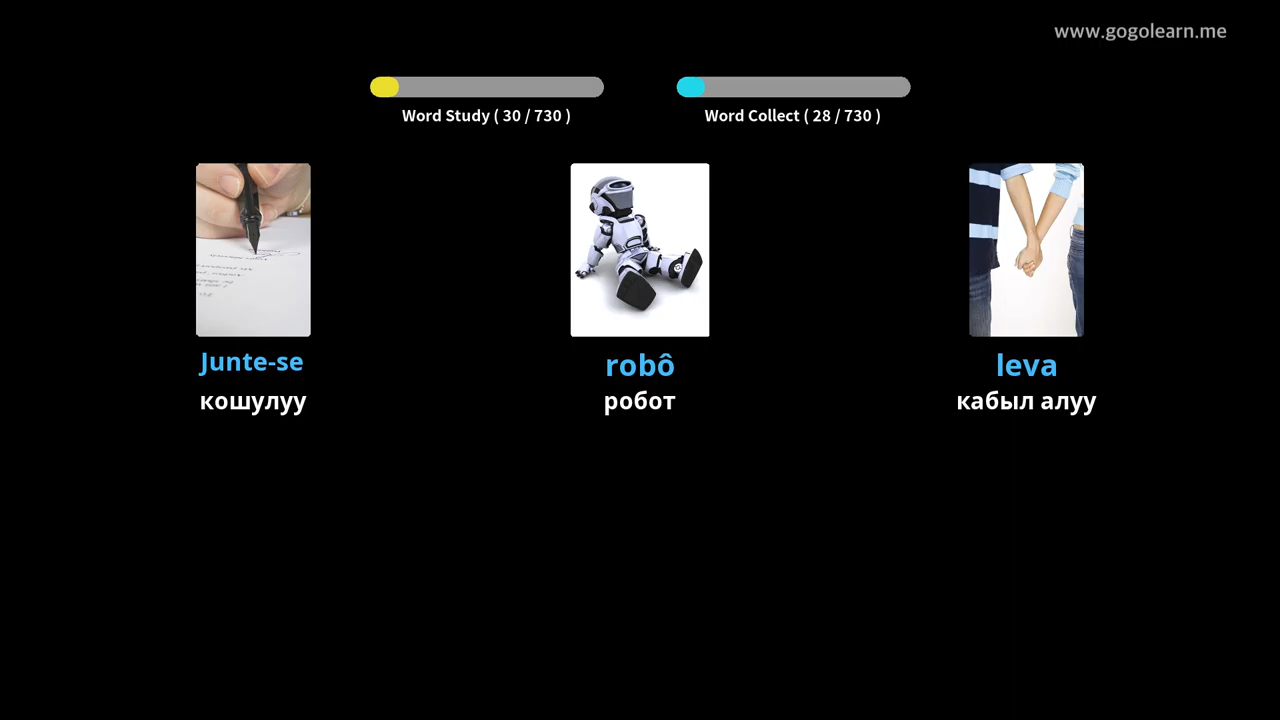 www.gogolearn.me
Word Study ( 30 / 730 )
Word Collect ( 28 / 730 )
Junte-se
robô
leva
кошулуу
робот
кабыл алуу